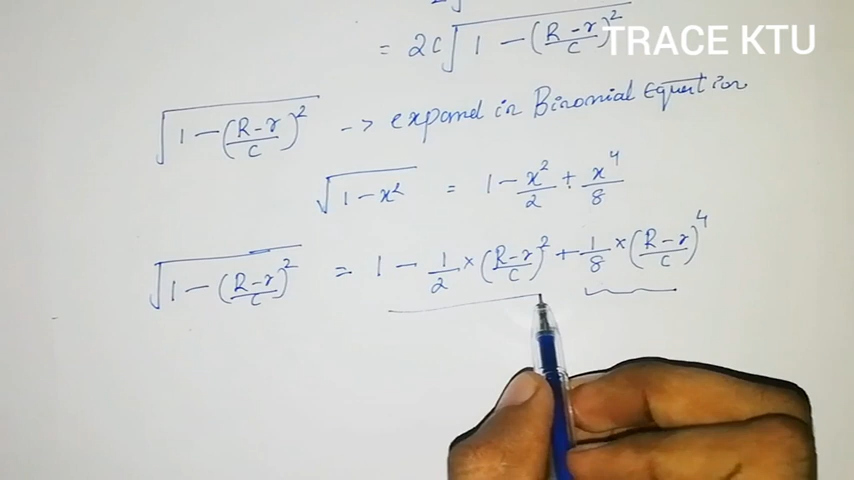 = 2c√(1 − ((R−r)/c)²)
TRACE KTU
√(1 − ((R−r)/c)²) -> expand in Binomial Equation
√(1−x²) = 1 − x²/2 + x⁴/8
√(1 − ((R−r)/c)²) = 1 − 1/2 × ((R−r)/c)² + 1/8 × ((R−r)/c)⁴